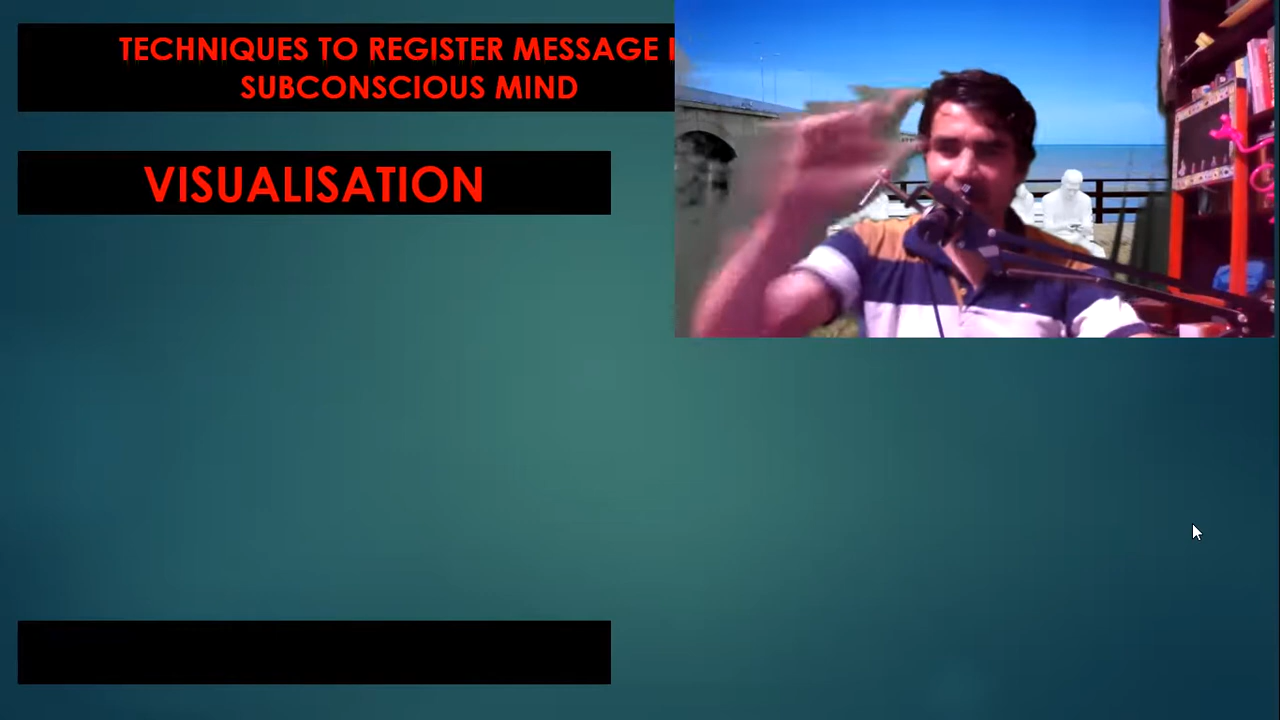 TECHNIQUES TO REGISTER MESSAGE
SUBCONSCIOUS MIND
VISUALISATION